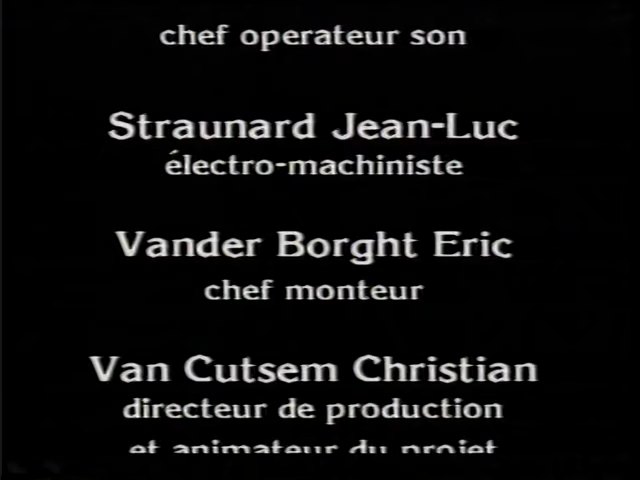 chef operateur son
Straunard Jean-Luc
électro-machiniste
Vander Borght Eric
chef monteur
Van Cutsem Christian
directeur de production
et animateur du projet